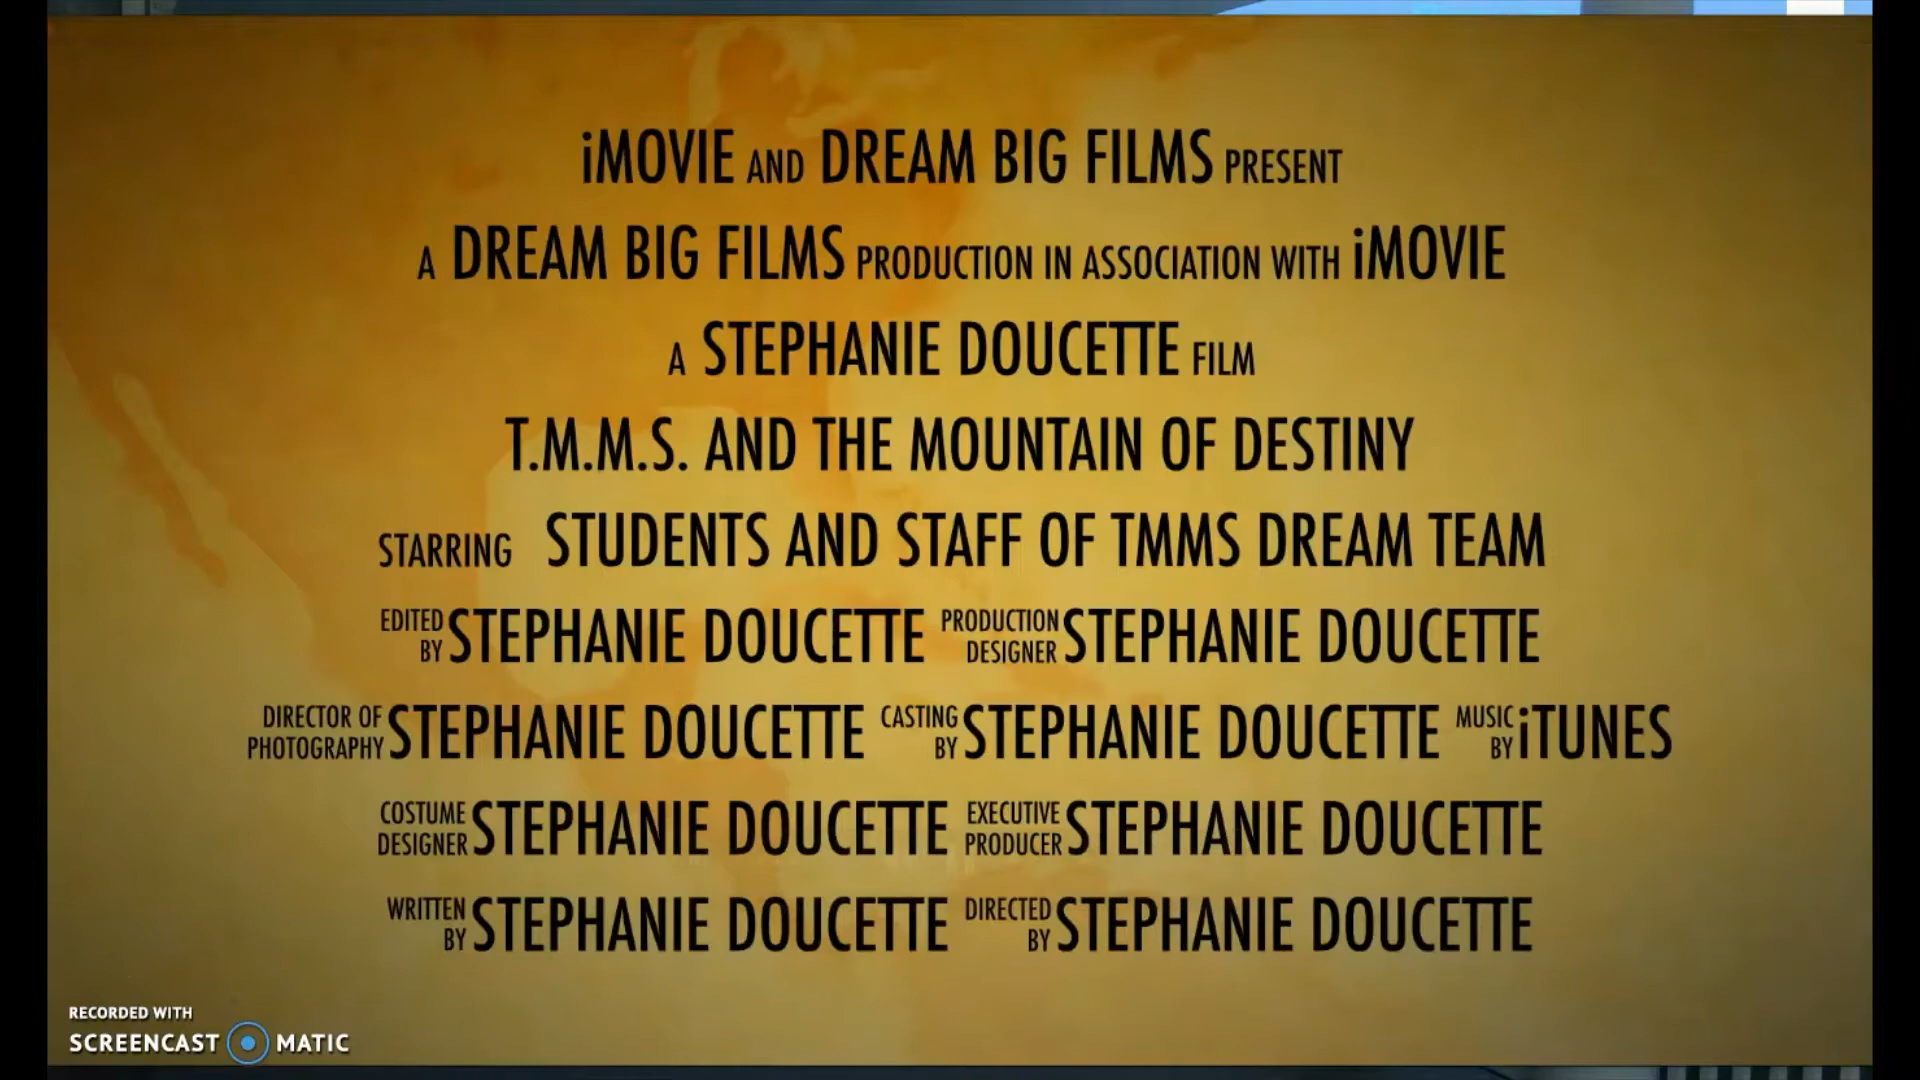 iMOVIE AND DREAM BIG FILMS PRESENT
A DREAM BIG FILMS PRODUCTION IN ASSOCIATION WITH iMOVIE
A STEPHANIE DOUCETTE FILM
T.M.M.S. AND THE MOUNTAIN OF DESTINY
STARRING STUDENTS AND STAFF OF TMMS DREAM TEAM
EDITED BY STEPHANIE DOUCETTE PRODUCTION DESIGNER STEPHANIE DOUCETTE
DIRECTOR OF PHOTOGRAPHY STEPHANIE DOUCETTE CASTING BY STEPHANIE DOUCETTE MUSIC BY iTUNES
COSTUME DESIGNER STEPHANIE DOUCETTE EXECUTIVE PRODUCER STEPHANIE DOUCETTE
WRITTEN BY STEPHANIE DOUCETTE DIRECTED BY STEPHANIE DOUCETTE
RECORDED WITH
SCREENCAST MATIC